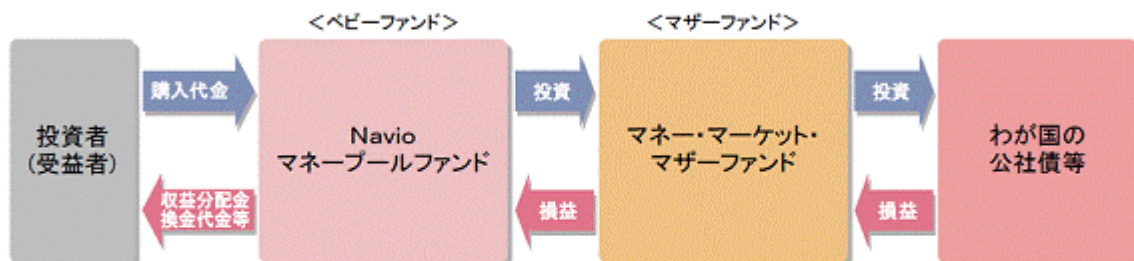 <ベビーファンド>
<マザーファンド>
投資者
(受益者)
購入代金
収益分配金
換金代金等
Navio
マネープールファンド
投資
損益
マネー・マーケット・
マザーファンド
投資
損益
わが国の
公社債等